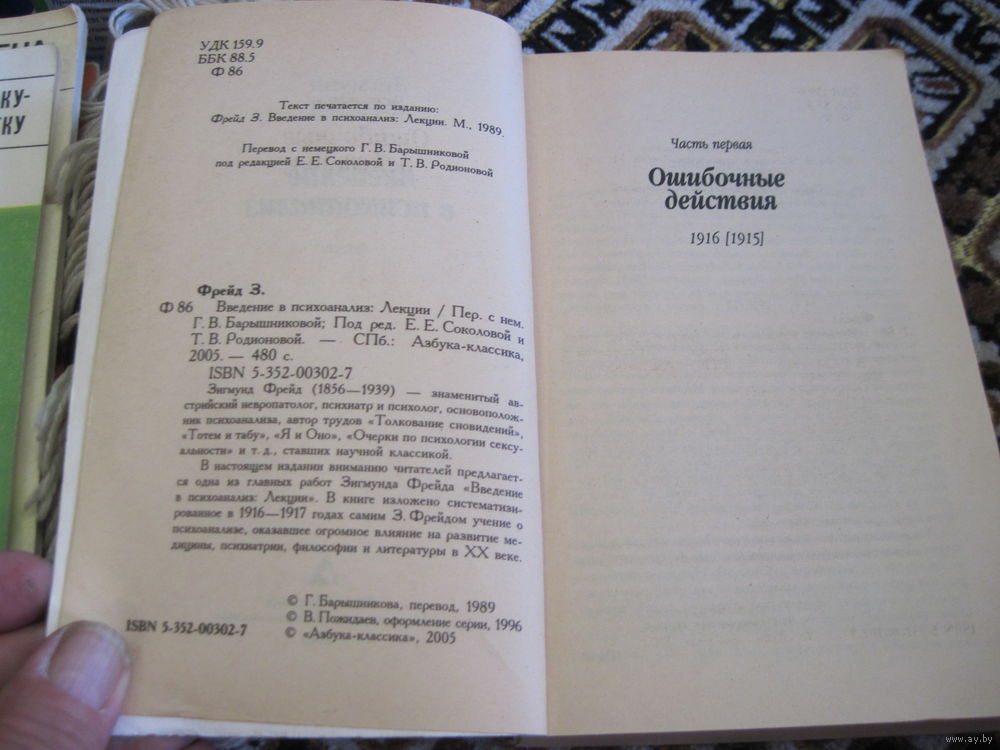 КУ-
ТКУ
УДК 159.9
ББК 88.5
Ф 86
Текст печатается по изданию:
Фрейд З. Введение в психоанализ: Лекции. М., 1989.
Перевод с немецкого Г. В. Барышниковой
под редакцией Е. Е. Соколовой и Т. В. Родионовой
Фрейд З.
Ф 86 Введение в психоанализ: Лекции / Пер. с нем.
Г. В. Барышниковой; Под ред. Е. Е. Соколовой и
Т. В. Родионовой. — СПб.: Азбука-классика,
2005. — 480 с.
ISBN 5-352-00302-7
Зигмунд Фрейд (1856—1939) — знаменитый ав-
стрийский невропатолог, психиатр и психолог, основополож-
ник психоанализа, автор трудов «Толкование сновидений»,
«Тотем и табу», «Я и Оно», «Очерки по психологии сексу-
альности» и т. д., ставших научной классикой.
В настоящем издании вниманию читателей предлагает-
ся одна из главных работ Зигмунда Фрейда «Введение
в психоанализ: Лекции». В книге изложено систематизи-
рованное в 1916—1917 годах самим З. Фрейдом учение о
психоанализе, оказавшее огромное влияние на развитие ме-
дицины, психиатрии, философии и литературы в XX веке.
© Г. Барышникова, перевод, 1989
© В. Пожидаев, оформление серии, 1996
ISBN 5-352-00302-7 © «Азбука-классика», 2005
Часть первая
Ошибочные
действия
1916 [1915]
www.ay.by